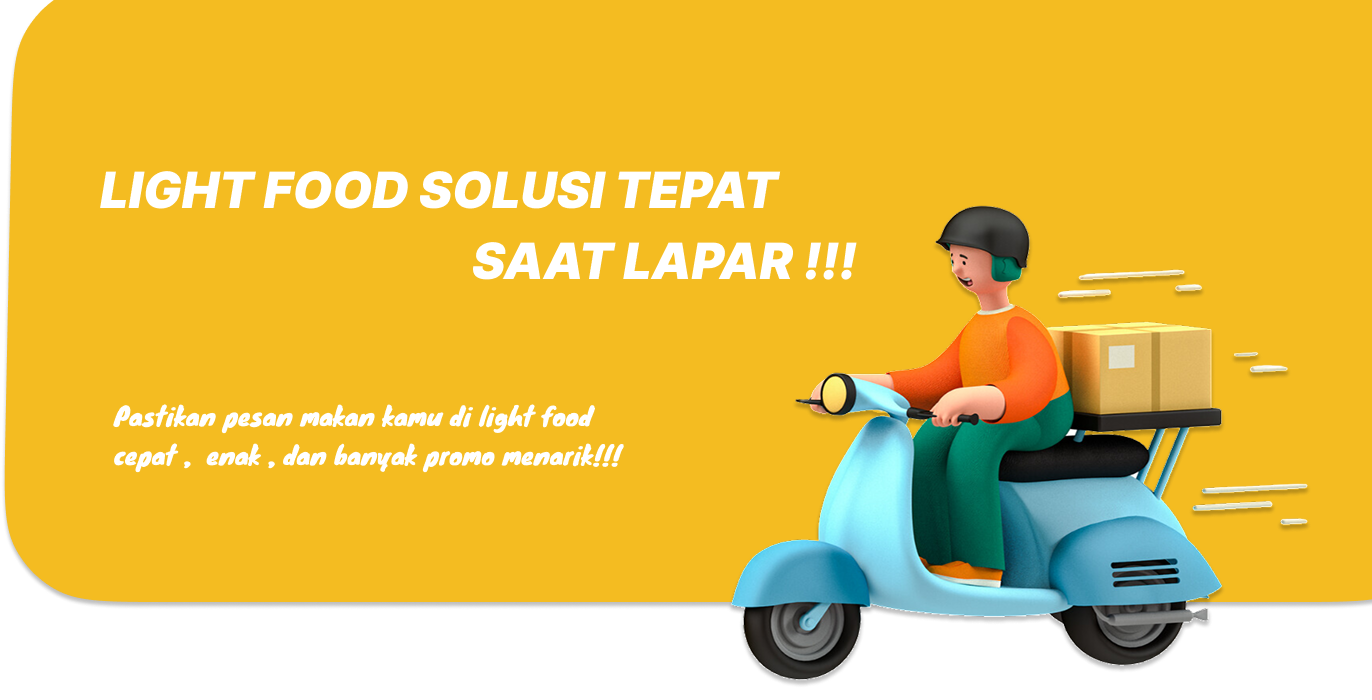 LIGHT FOOD SOLUSI TEPAT
SAAT LAPAR !!!
Pastikan pesan makan kamu di light food
cepat , enak , dan banyak promo menarik!!!